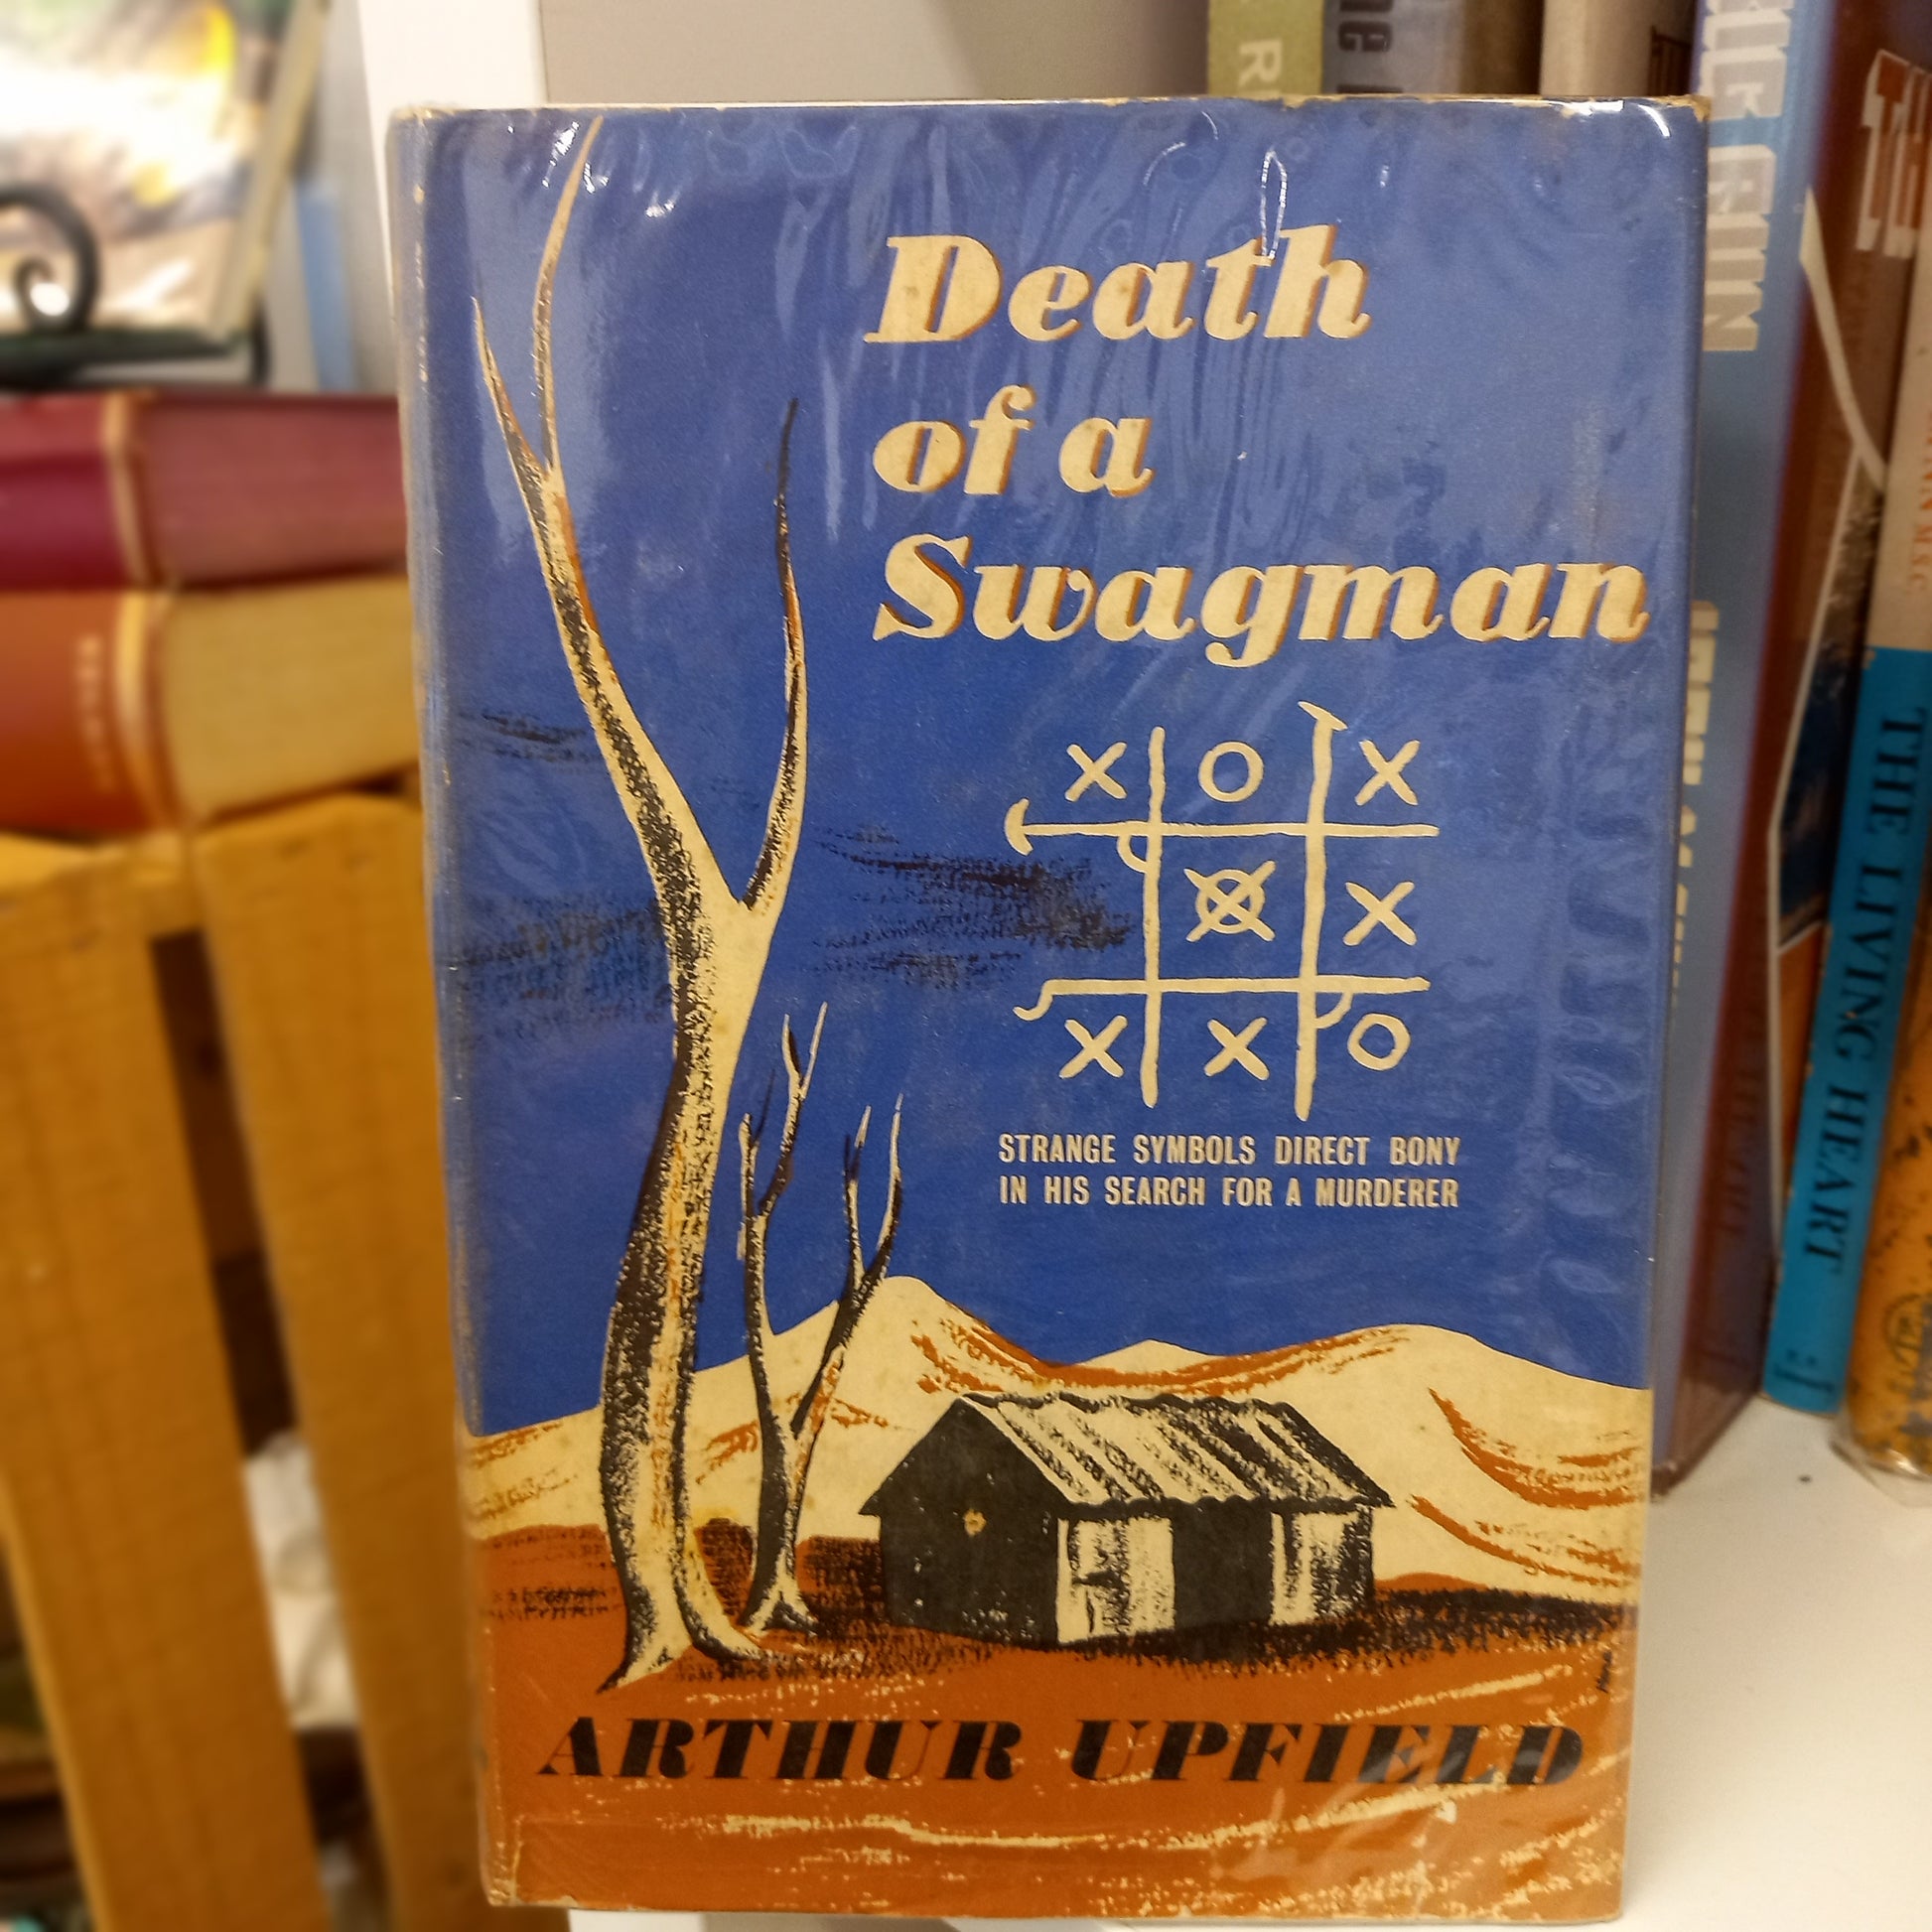 Death
of a
Swagman
X O X
X
X X O
STRANGE SYMBOLS DIRECT BONY
IN HIS SEARCH FOR A MURDERER
ARTHUR UPFIELD
THE LIVING HEART